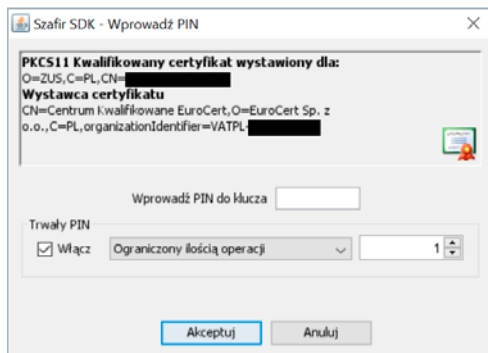 Szafir SDK - Wprowadź PIN
PKCS11 Kwalifikowany certyfikat wystawiony dla:
O=ZUS,C=PL,CN=
Wystawca certyfikatu
CN=Centrum Kwalifikowane EuroCert,O=EuroCert Sp. z
o.o.,C=PL,organizationIdentifier=VATPL-
Wprowadź PIN do klucza
Trwały PIN
Włącz Ograniczony ilością operacji 1
Akceptuj Anuluj